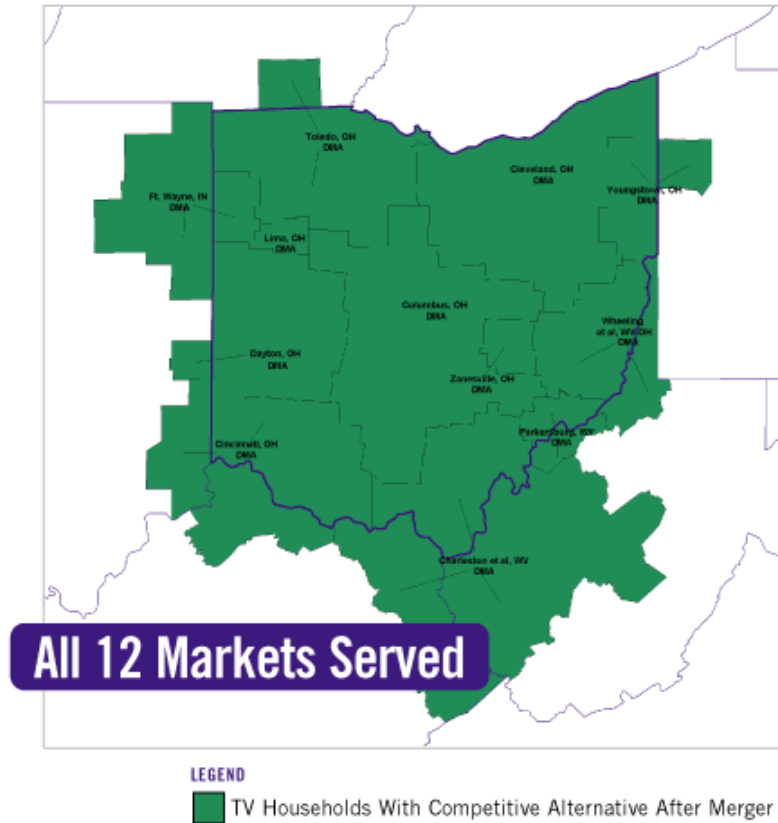 Toledo, OH
DMA
Cleveland, OH
DMA
Youngstown, OH
DMA
Ft. Wayne, IN
DMA
Lima, OH
DMA
Columbus, OH
DMA
Wheeling
et al, WV-OH
DMA
Dayton, OH
DMA
Zanesville, OH
DMA
Parkersburg, WV
DMA
Cincinnati, OH
DMA
Charleston et al, WV
DMA
All 12 Markets Served
LEGEND
TV Households With Competitive Alternative After Merger